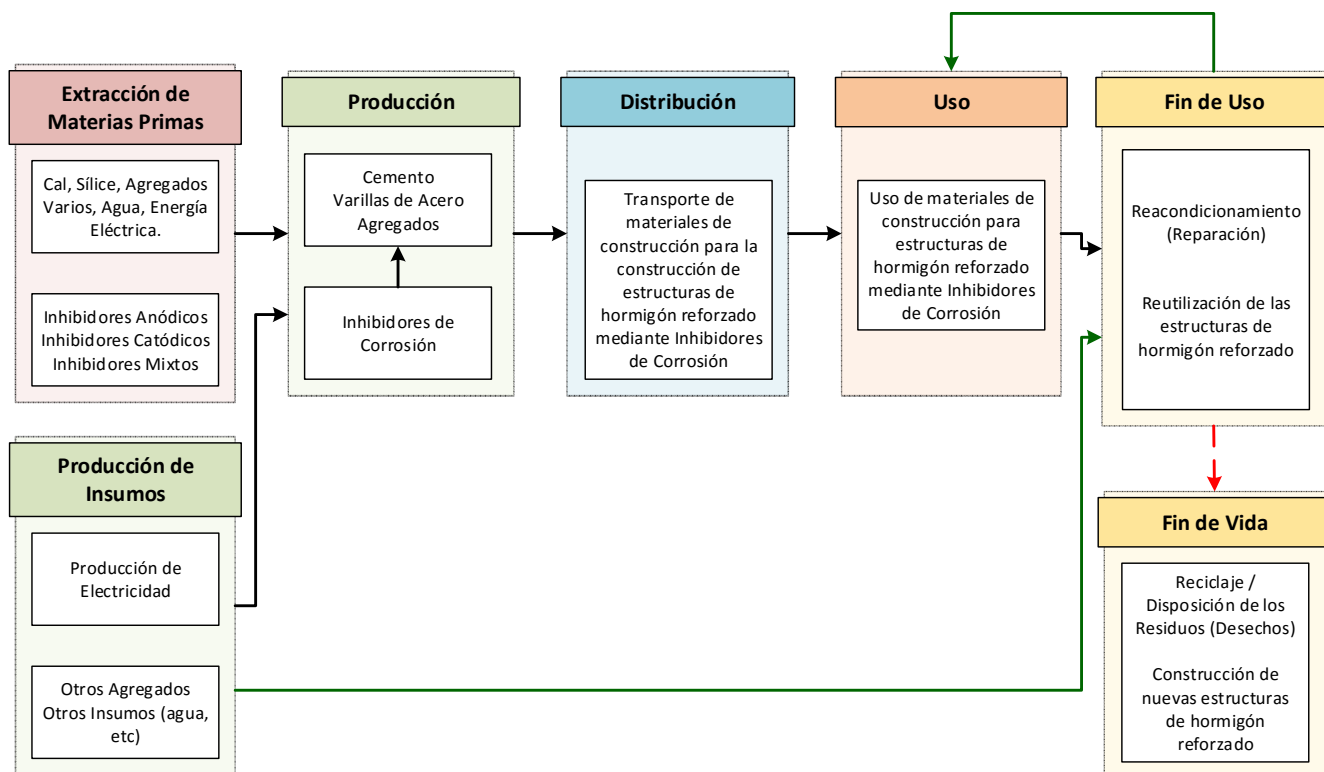 Extracción de
Materias Primas
Cal, Sílice, Agregados
Varios, Agua, Energía
Eléctrica.
Inhibidores Anódicos
Inhibidores Catódicos
Inhibidores Mixtos
Producción de
Insumos
Producción de
Electricidad
Otros Agregados
Otros Insumos (agua,
etc)
Producción
Cemento
Varillas de Acero
Agregados
Inhibidores de
Corrosión
Distribución
Transporte de
materiales de
construcción para la
construcción de
estructuras de
hormigón reforzado
mediante Inhibidores
de Corrosión
Uso
Uso de materiales de
construcción para
estructuras de
hormigón reforzado
mediante Inhibidores
de Corrosión
Fin de Uso
Reacondicionamiento
(Reparación)
Reutilización de las
estructuras de
hormigón reforzado
Fin de Vida
Reciclaje /
Disposición de los
Residuos (Desechos)
Construcción de
nuevas estructuras
de hormigón
reforzado